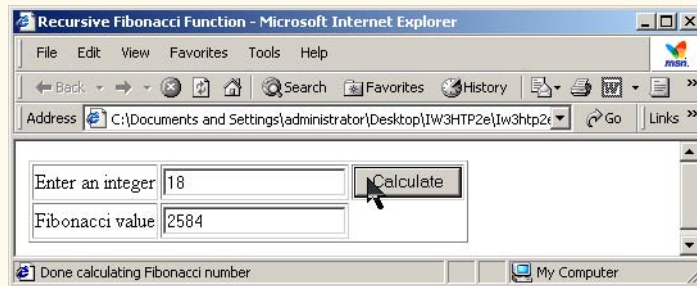 Recursive Fibonacci Function - Microsoft Internet Explorer
File Edit View Favorites Tools Help
msn.
Back Search Favorites History »
Address C:\Documents and Settings\administrator\Desktop\IW3HTP2e\Iw3htp2e Go Links »
Enter an integer 18 Calculate
Fibonacci value 2584
Done calculating Fibonacci number My Computer